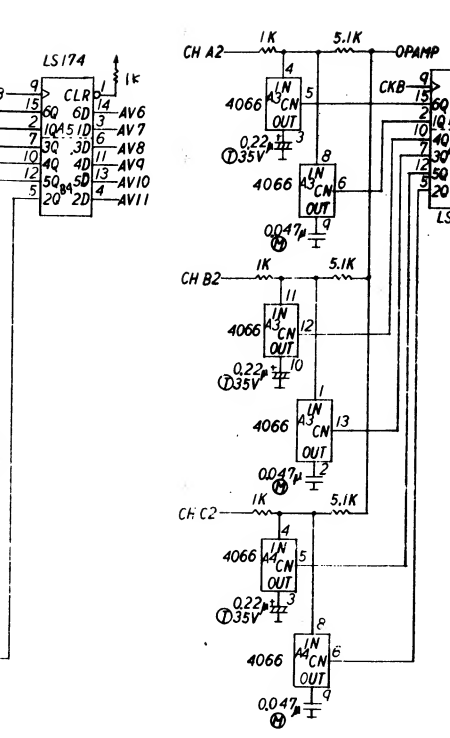 LS174
1K
9
CLR
1
15
6Q
6D
14
AV6
2
1Q
A5
1D
3
AV7
7
3Q
3D
6
AV8
10
4Q
4D
11
AV9
12
5Q
5D
13
AV10
5
2Q
2D
4
AV11
CH A2
1K
5.1K
OPAMP
4
IN
4066
A3
CN
5
OUT
3
0.22μ
+
Ⓣ35V
8
IN
4066
A3
CN
6
OUT
9
0.047μ
Ⓜ
CH B2
1K
5.1K
11
IN
4066
A3
CN
12
OUT
10
0.22μ
+
Ⓣ35V
1
IN
4066
A3
CN
13
OUT
2
0.047μ
Ⓜ
CH C2
1K
5.1K
4
IN
4066
A4
CN
5
OUT
3
0.22μ
+
Ⓣ35V
8
IN
4066
A4
CN
6
OUT
9
0.047μ
Ⓜ
CKB
9
15
6Q
2
1Q
10
4Q
7
3Q
12
5Q
5
2Q
LS